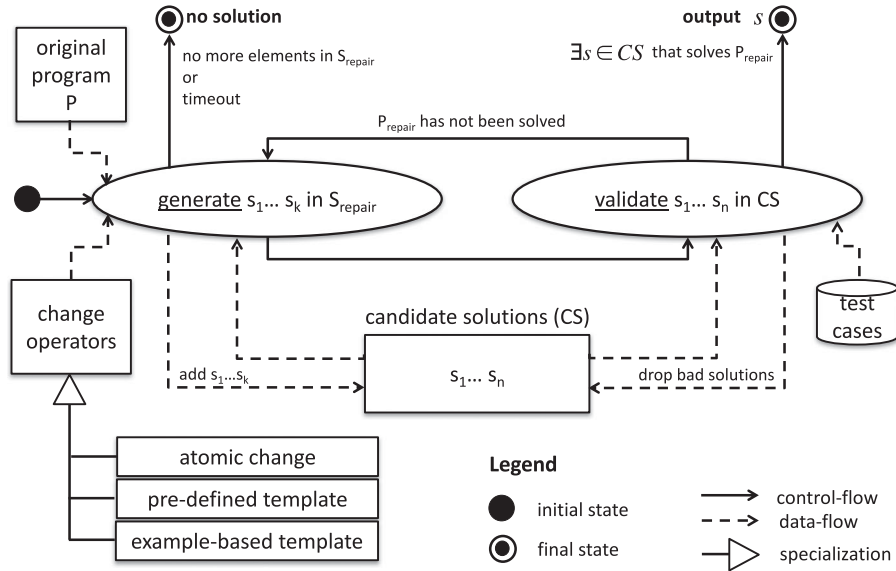 no solution
output s
original
program
P
no more elements in S_repair
or
timeout
∃s ∈ CS that solves P_repair
P_repair has not been solved
generate s_1... s_k in S_repair
validate s_1... s_n in CS
change
operators
candidate solutions (CS)
test
cases
add s_1...s_k
s_1... s_n
drop bad solutions
atomic change
pre-defined template
example-based template
Legend
initial state
final state
control-flow
data-flow
specialization